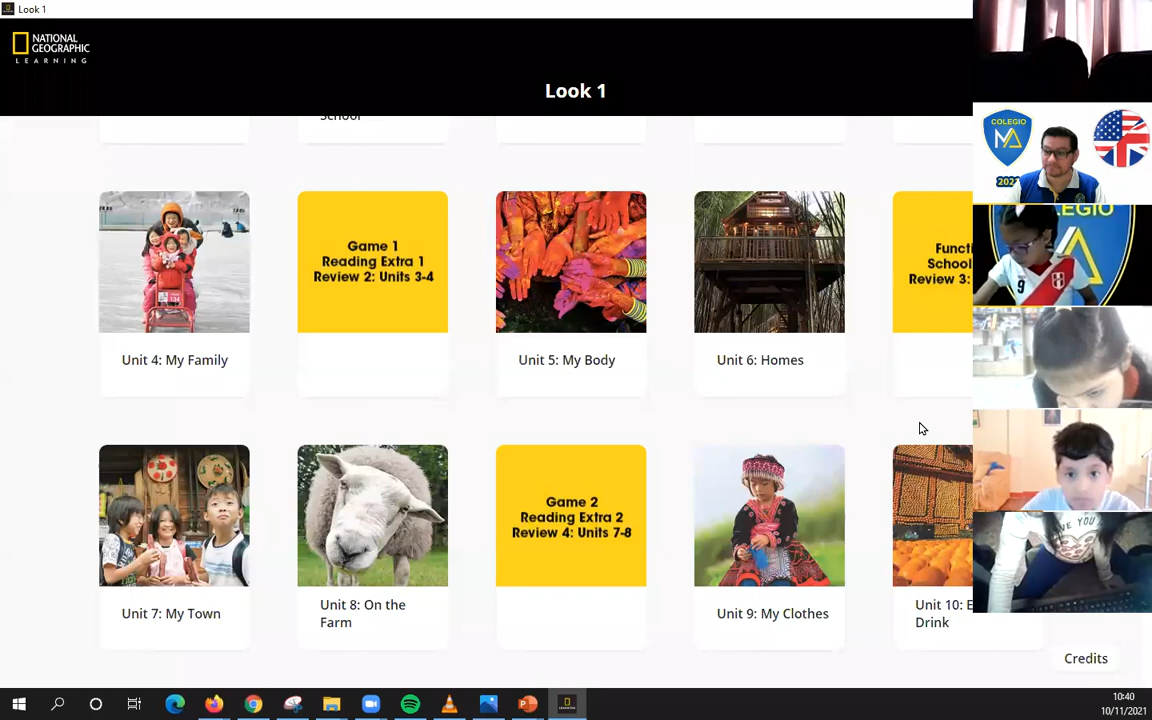 Look 1
NATIONAL
GEOGRAPHIC
LEARNING
Look 1
School
Game 1
Reading Extra 1
Review 2: Units 3-4
Functi
School
Review 3:
Unit 4: My Family
Unit 5: My Body
Unit 6: Homes
Game 2
Reading Extra 2
Review 4: Units 7-8
Unit 7: My Town
Unit 8: On the
Farm
Unit 9: My Clothes
Unit 10: E
Drink
Credits
COLEGIO
MA
9
10:40
10/11/2021